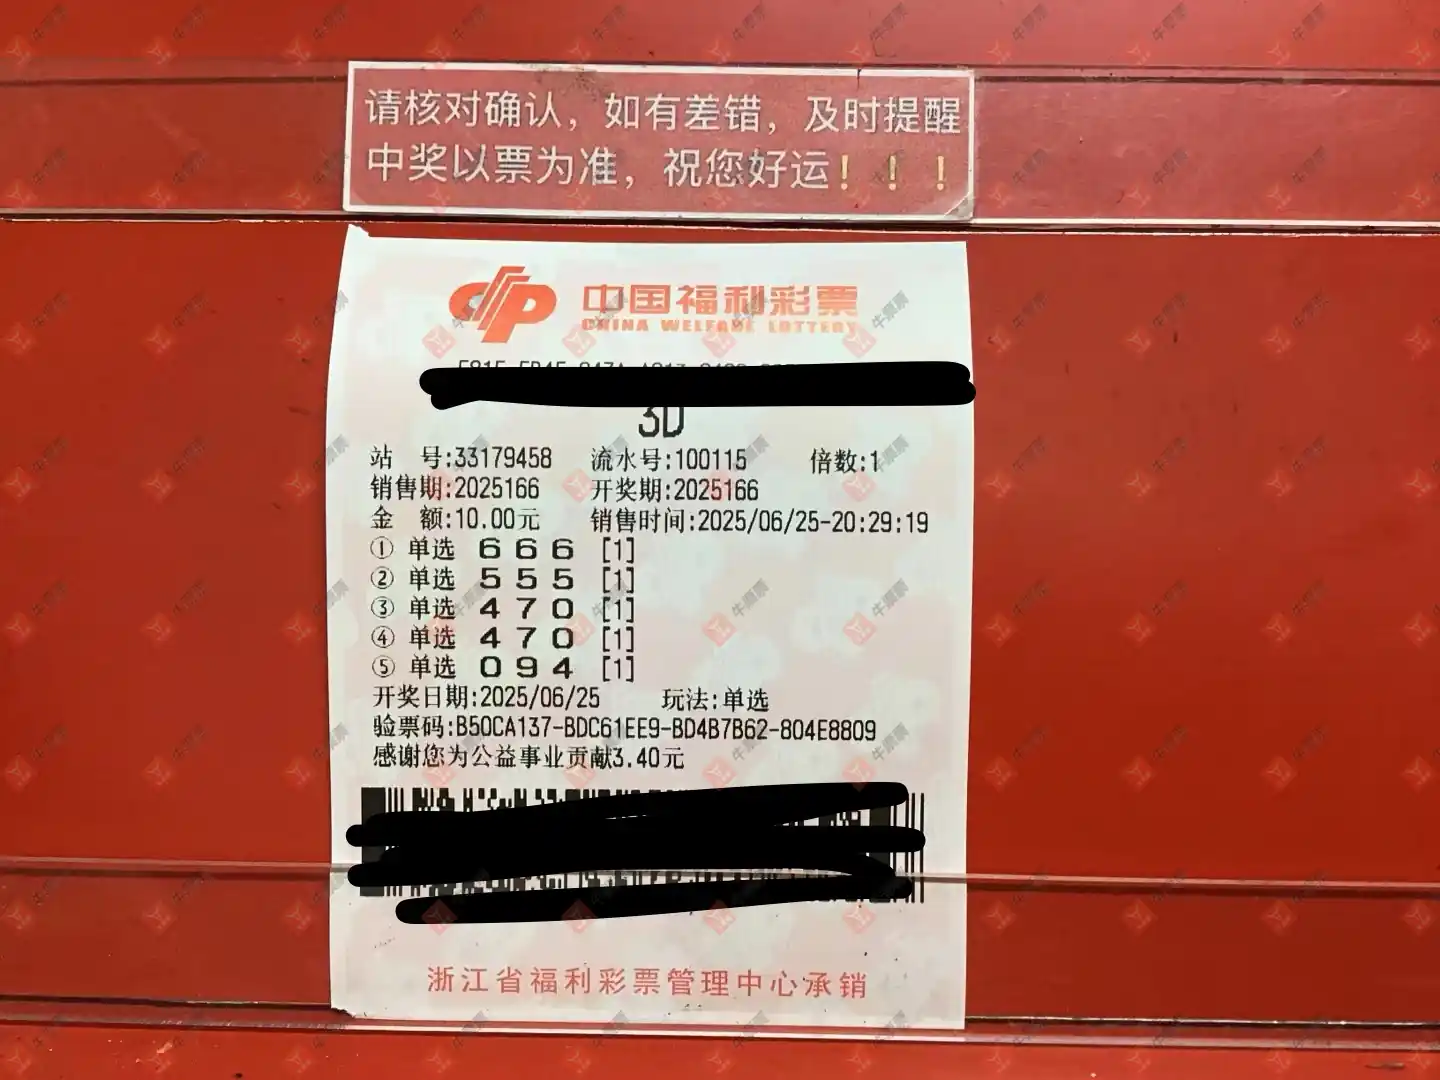 请核对确认，如有差错，及时提醒
中奖以票为准，祝您好运！！！
中国福利彩票
CHINA WELFARE LOTTERY
3D
站 号:33179458 流水号:100115 倍数:1
销售期:2025166 开奖期:2025166
金 额:10.00元 销售时间:2025/06/25-20:29:19
① 单选 6 6 6 [1]
② 单选 5 5 5 [1]
③ 单选 4 7 0 [1]
④ 单选 4 7 0 [1]
⑤ 单选 0 9 4 [1]
开奖日期:2025/06/25 玩法:单选
验票码:B50CA137-BDC61EE9-BD4B7B62-804E8809
感谢您为公益事业贡献3.40元
浙江省福利彩票管理中心承销
牛票票